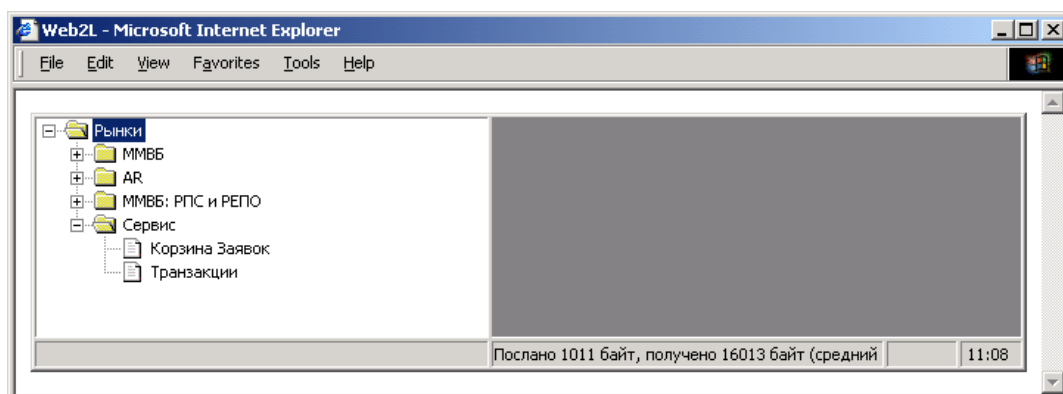 Web2L - Microsoft Internet Explorer
File Edit View Favorites Tools Help
Рынки
ММВБ
AR
ММВБ: РПС и РЕПО
Сервис
Корзина Заявок
Транзакции
Послано 1011 байт, получено 16013 байт (средний 11:08